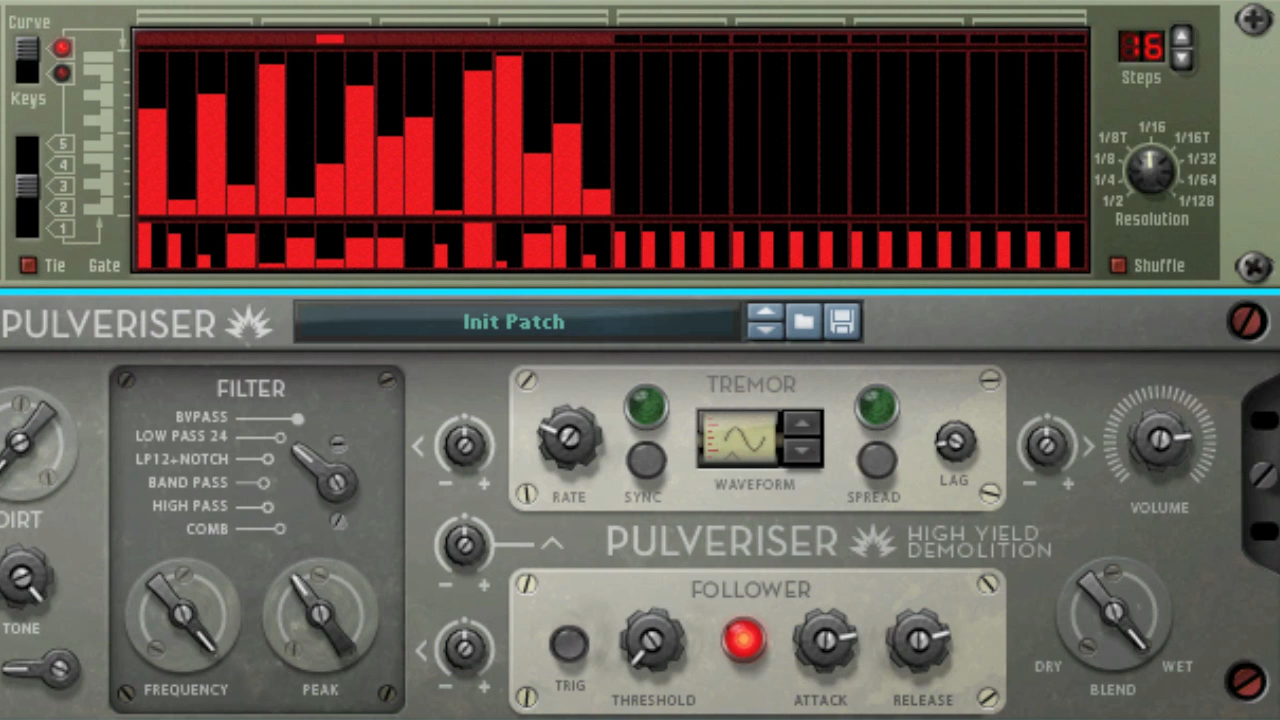 Curve
Keys
5
4
3
2
1
Tie Gate
16
Steps
1/16
1/8T 1/16T
1/8 1/32
1/4 1/64
1/2 1/128
Resolution
Shuffle
PULVERISER
Init Patch
FILTER
BYPASS
LOW PASS 24
LP12+NOTCH
BAND PASS
HIGH PASS
COMB
FREQUENCY PEAK
DIRT
TONE
- +
- +
- +
TREMOR
RATE SYNC WAVEFORM SPREAD LAG
- +
VOLUME
PULVERISER HIGH YIELD
DEMOLITION
FOLLOWER
TRIG THRESHOLD ATTACK RELEASE
DRY WET
BLEND